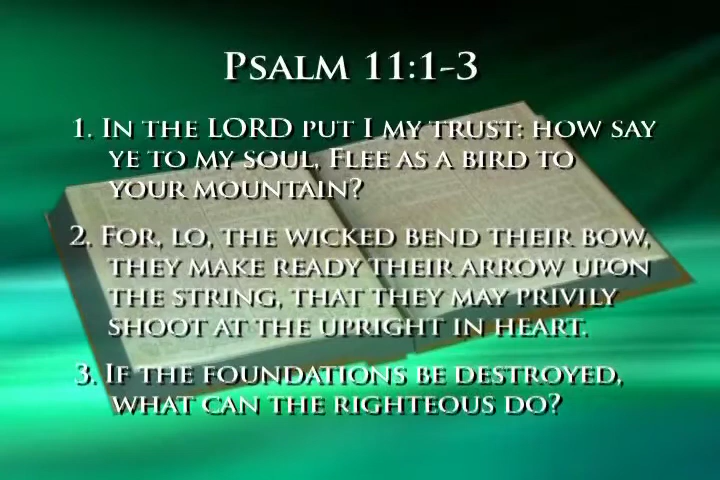 Psalm 11:1-3
1. In the LORD put I my trust: how say
ye to my soul, Flee as a bird to
your mountain?
2. For, lo, the wicked bend their bow,
they make ready their arrow upon
the string, that they may privily
shoot at the upright in heart.
3. If the foundations be destroyed,
what can the righteous do?